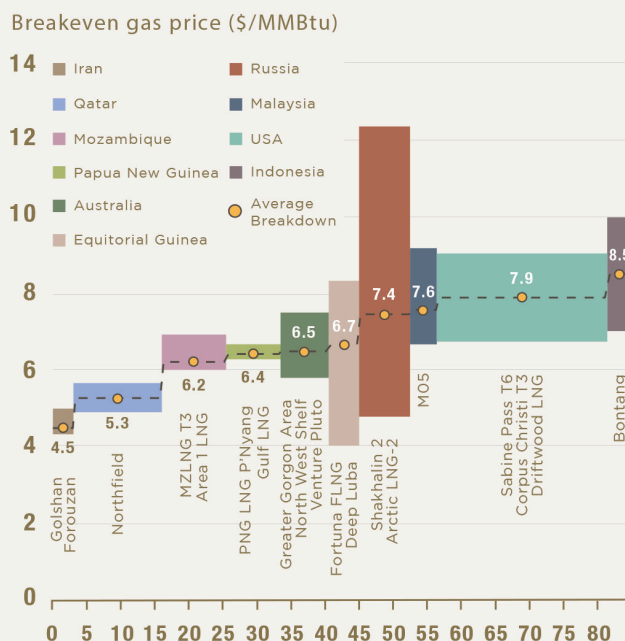 Breakeven gas price ($/MMBtu)
14
12
10
8
6
4
2
0
Iran
Qatar
Mozambique
Papua New Guinea
Australia
Equitorial Guinea
Russia
Malaysia
USA
Indonesia
Average
Breakdown
4.5
5.3
6.2
6.4
6.5
6.7
7.4
7.6
7.9
8.5
Golshan
Forouzan
Northfield
MZLNG T3
Area 1 LNG
PNG LNG P'Nyang
Gulf LNG
Greater Gorgon Area
North West Shelf
Venture Pluto
Fortuna FLNG
Deep Luba
Shakhalin 2
Arctic LNG-2
M05
Sabine Pass T6
Corpus Christi T3
Driftwood LNG
Bontang
0 5 10 15 20 25 30 35 40 45 50 55 60 65 70 75 80